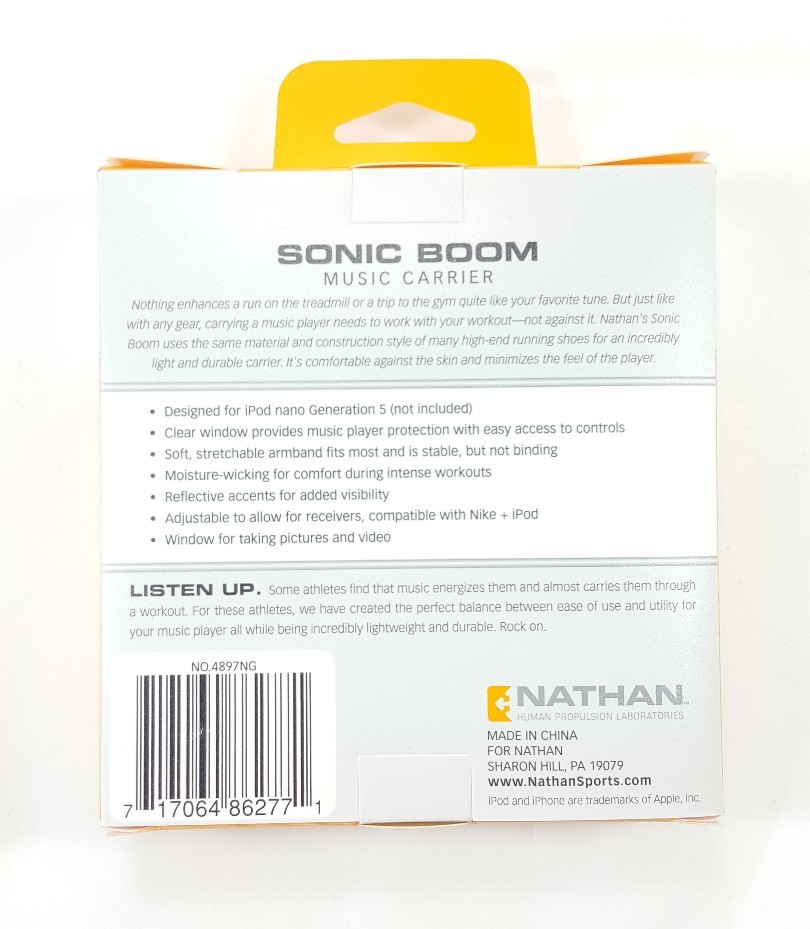 SONIC BOOM
MUSIC CARRIER
Nothing enhances a run on the treadmill or a trip to the gym quite like your favorite tune. But just like
with any gear, carrying a music player needs to work with your workout—not against it. Nathan's Sonic
Boom uses the same material and construction style of many high-end running shoes for an incredibly
light and durable carrier. It's comfortable against the skin and minimizes the feel of the player.
• Designed for iPod nano Generation 5 (not included)
• Clear window provides music player protection with easy access to controls
• Soft, stretchable armband fits most and is stable, but not binding
• Moisture-wicking for comfort during intense workouts
• Reflective accents for added visibility
• Adjustable to allow for receivers, compatible with Nike + iPod
• Window for taking pictures and video
LISTEN UP. Some athletes find that music energizes them and almost carries them through
a workout. For these athletes, we have created the perfect balance between ease of use and utility for
your music player all while being incredibly lightweight and durable. Rock on.
NO.4897NG
7 17064 86277 1
NATHAN™
HUMAN PROPULSION LABORATORIES
MADE IN CHINA
FOR NATHAN
SHARON HILL, PA 19079
www.NathanSports.com
iPod and iPhone are trademarks of Apple, Inc.